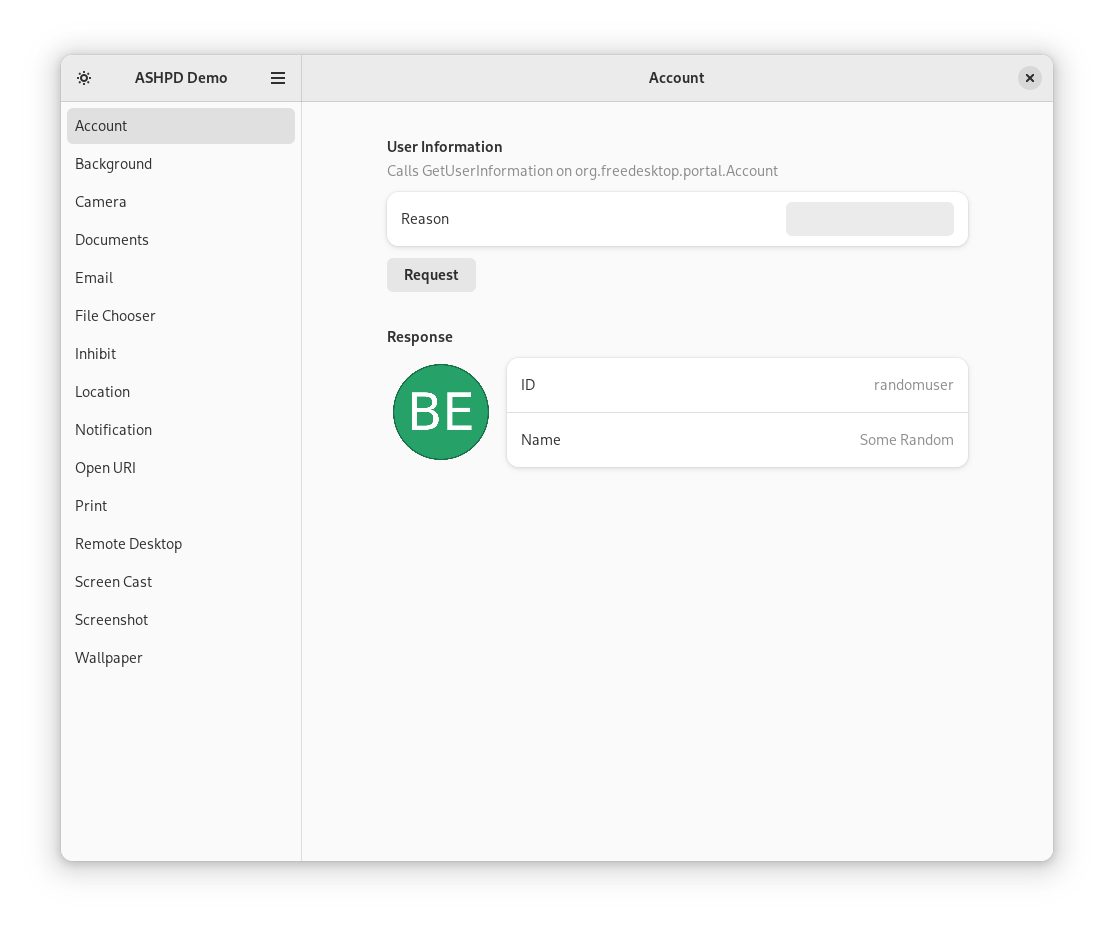 ASHPD Demo
Account
Background
Camera
Documents
Email
File Chooser
Inhibit
Location
Notification
Open URI
Print
Remote Desktop
Screen Cast
Screenshot
Wallpaper
Account
User Information
Calls GetUserInformation on org.freedesktop.portal.Account
Reason
Request
Response
BE
ID randomuser
Name Some Random